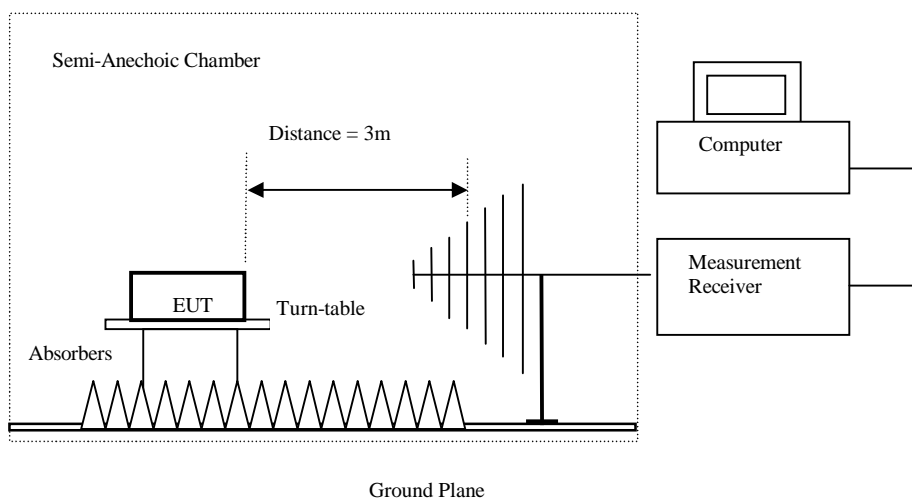 Semi-Anechoic Chamber
Distance = 3m
Computer
Measurement
Receiver
EUT
Turn-table
Absorbers
Ground Plane